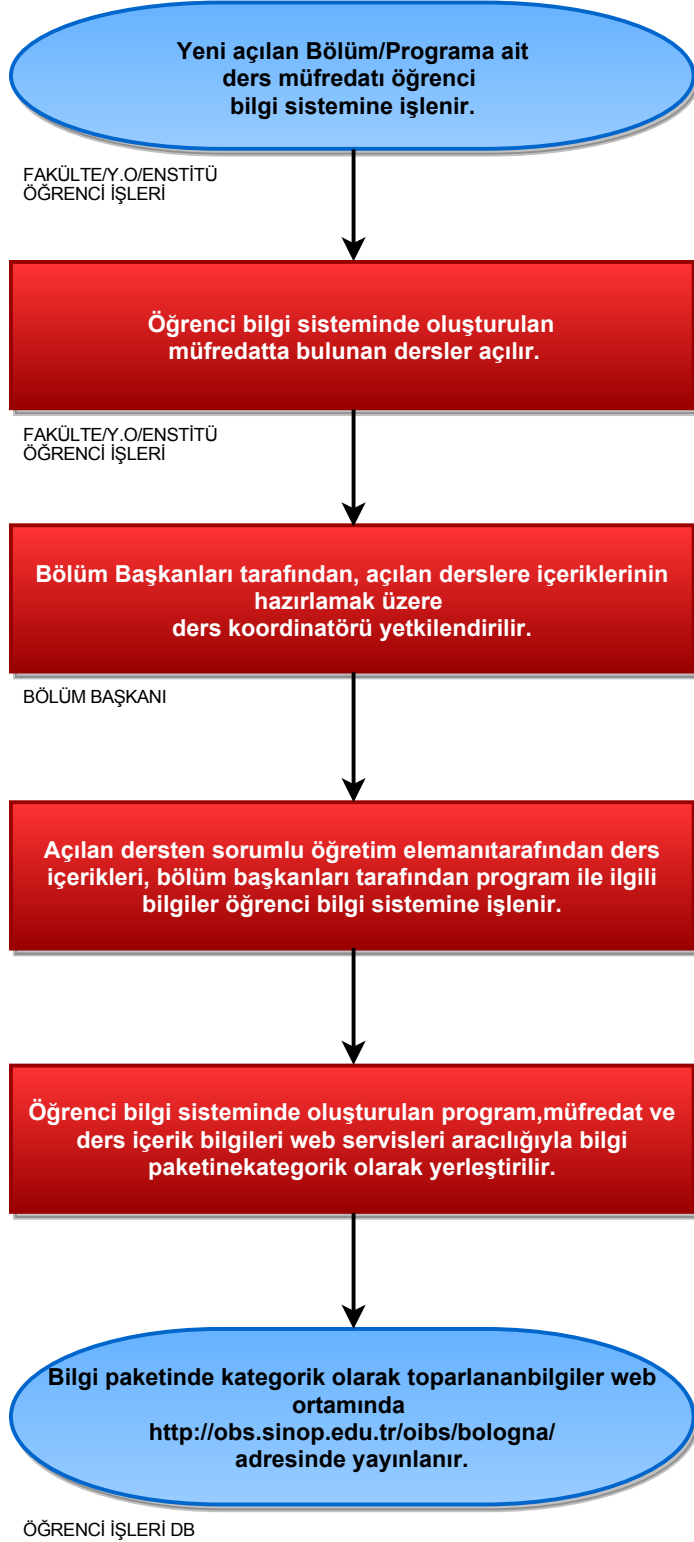 Yeni açılan Bölüm/Programa ait
ders müfredatı öğrenci
bilgi sistemine işlenir.
FAKÜLTE/Y.O/ENSTİTÜ
ÖĞRENCİ İŞLERİ
Öğrenci bilgi sisteminde oluşturulan
müfredatta bulunan dersler açılır.
FAKÜLTE/Y.O/ENSTİTÜ
ÖĞRENCİ İŞLERİ
Bölüm Başkanları tarafından, açılan derslere içeriklerinin
hazırlamak üzere
ders koordinatörü yetkilendirilir.
BÖLÜM BAŞKANI
Açılan dersten sorumlu öğretim elemanıtarafından ders
içerikleri, bölüm başkanları tarafından program ile ilgili
bilgiler öğrenci bilgi sistemine işlenir.
Öğrenci bilgi sisteminde oluşturulan program,müfredat ve
ders içerik bilgileri web servisleri aracılığıyla bilgi
paketinekategorik olarak yerleştirilir.
Bilgi paketinde kategorik olarak toparlananbilgiler web
ortamında
http://obs.sinop.edu.tr/oibs/bologna/
adresinde yayınlanır.
ÖĞRENCİ İŞLERİ DB